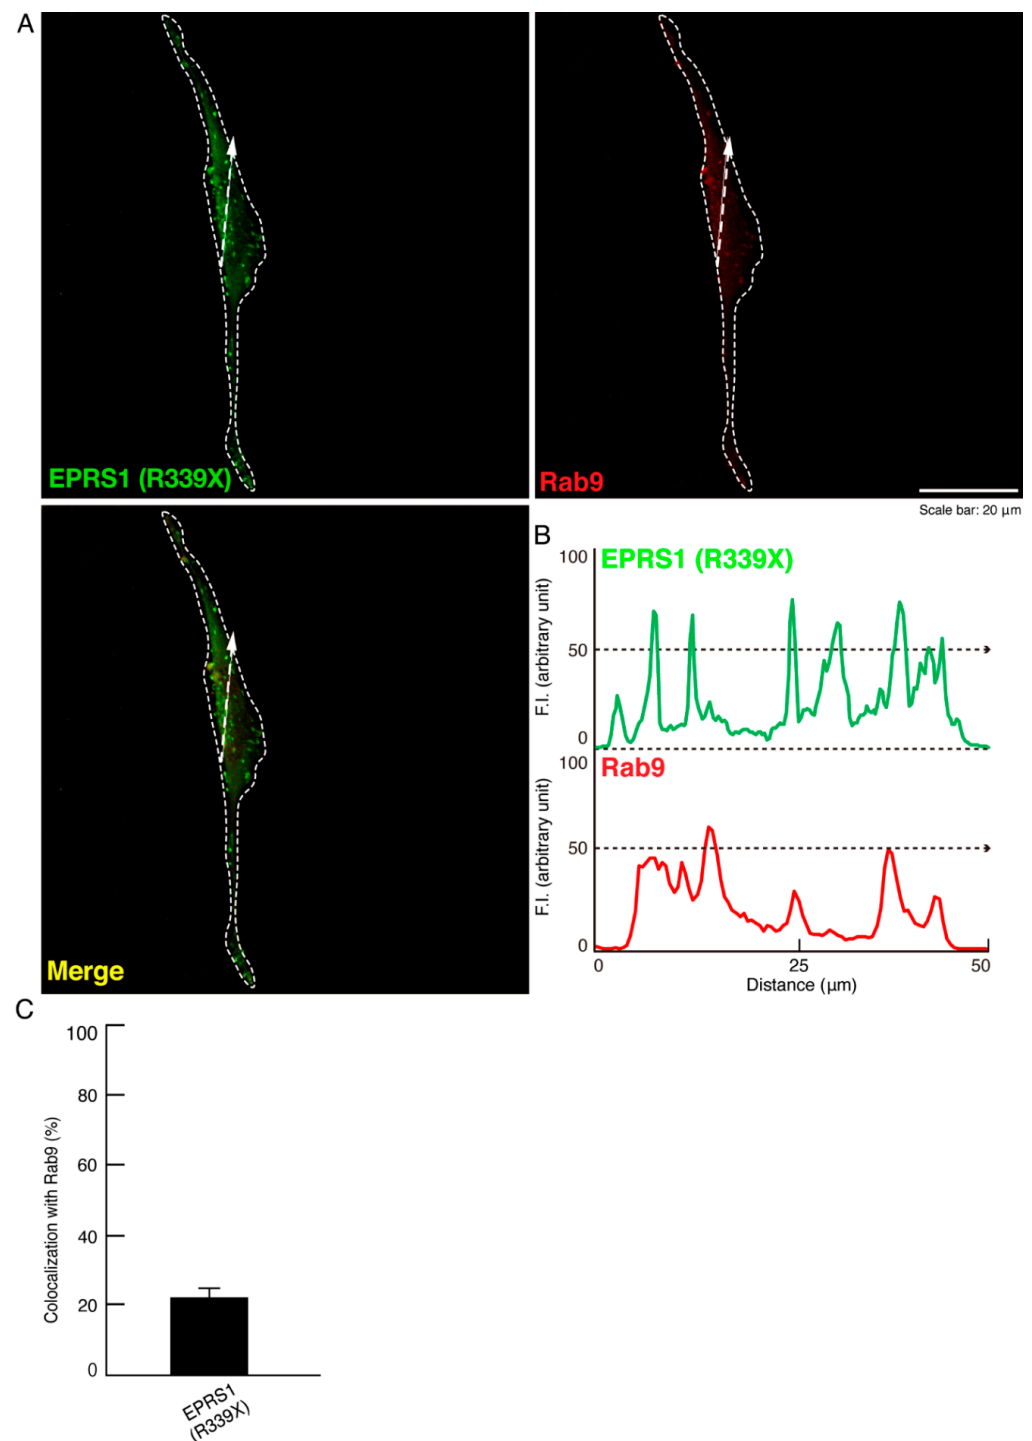 A
EPRS1 (R339X)
Rab9
Scale bar: 20 μm
Merge
B
EPRS1 (R339X)
100
50
0
F.I. (arbitrary unit)
Rab9
100
50
0
F.I. (arbitrary unit)
0
25
50
Distance (μm)
C
100
80
60
40
20
0
Colocalization with Rab9 (%)
EPRS1
(R339X)